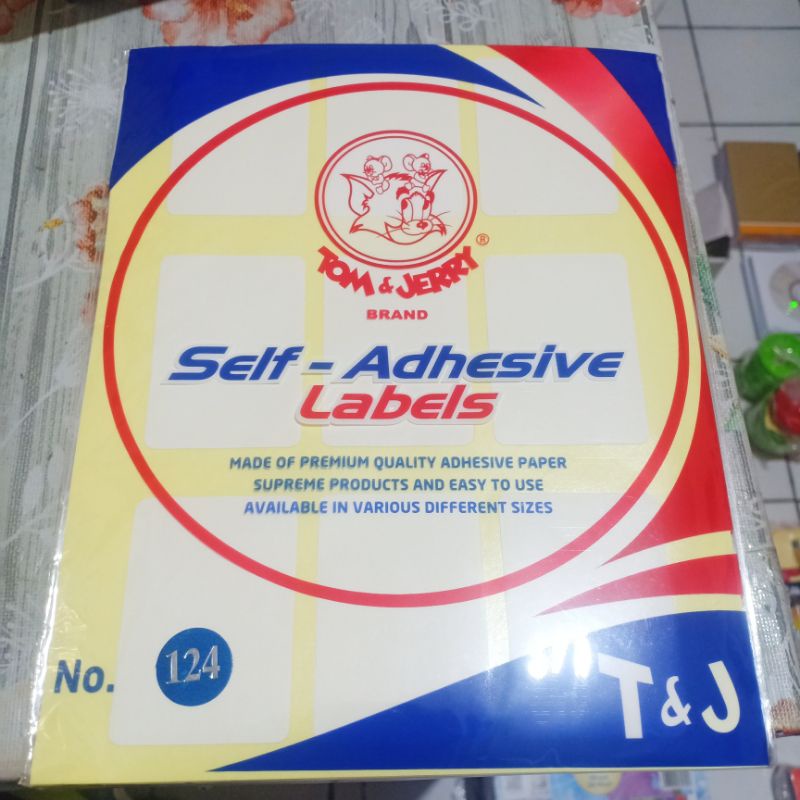 TOM & JERRY ®
BRAND
Self - Adhesive
Labels
MADE OF PREMIUM QUALITY ADHESIVE PAPER
SUPREME PRODUCTS AND EASY TO USE
AVAILABLE IN VARIOUS DIFFERENT SIZES
No. 124
T&J